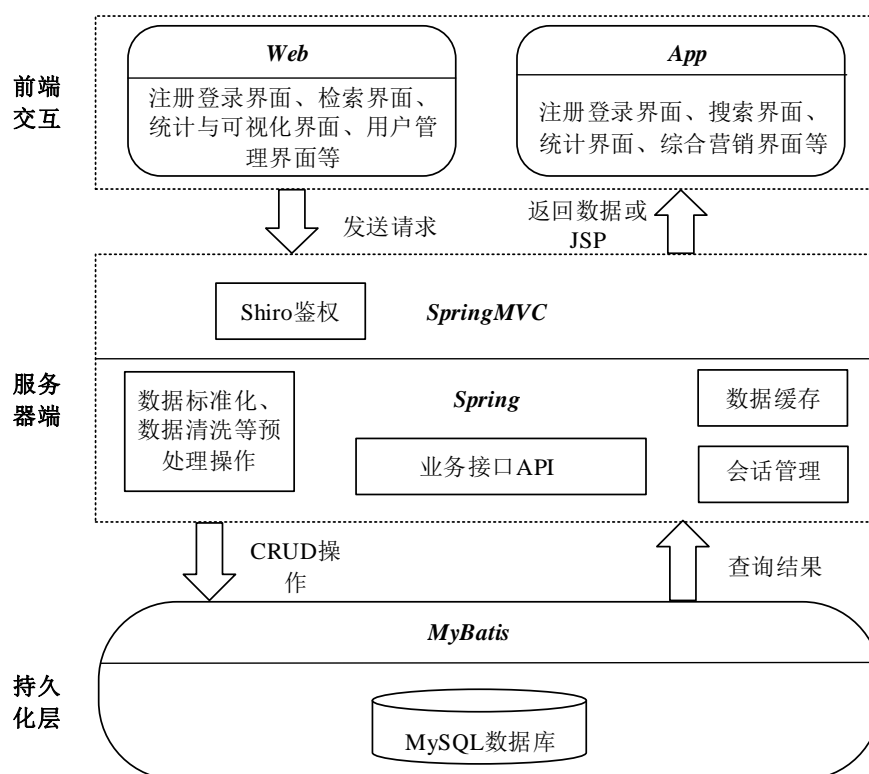 前端
交互
Web
注册登录界面、检索界面、
统计与可视化界面、用户管
理界面等
App
注册登录界面、搜索界面、
统计界面、综合营销界面等
发送请求
返回数据或
JSP
服务
器端
Shiro鉴权
SpringMVC
数据标准化、
数据清洗等预
处理操作
Spring
业务接口API
数据缓存
会话管理
CRUD操
作
查询结果
持久
化层
MyBatis
MySQL数据库